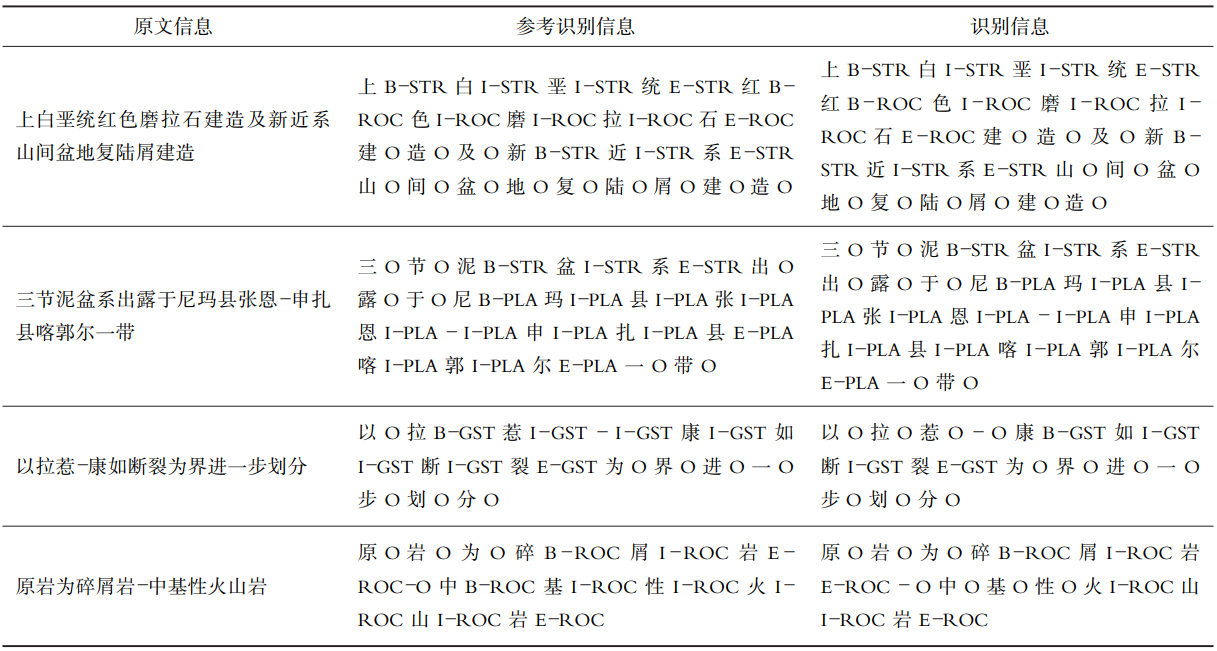 原文信息 参考识别信息 识别信息
上白垩统红色磨拉石建造及新近系
山间盆地复陆屑建造
上 B-STR 白 I-STR 垩 I-STR 统 E-STR 红 B-
ROC 色 I-ROC 磨 I-ROC 拉 I-ROC 石 E-ROC
建 O 造 O 及 O 新 B-STR 近 I-STR 系 E-STR
山 O 间 O 盆 O 地 O 复 O 陆 O 屑 O 建 O 造 O
上 B-STR 白 I-STR 垩 I-STR 统 E-STR
红 B-ROC 色 I-ROC 磨 I-ROC 拉 I-
ROC 石 E-ROC 建 O 造 O 及 O 新 B-
STR 近 I-STR 系 E-STR 山 O 间 O 盆 O
地 O 复 O 陆 O 屑 O 建 O 造 O
三节泥盆系出露于尼玛县张恩-申扎
县喀郭尔一带
三 O 节 O 泥 B-STR 盆 I-STR 系 E-STR 出 O
露 O 于 O 尼 B-PLA 玛 I-PLA 县 I-PLA 张 I-PLA
恩 I-PLA - I-PLA 申 I-PLA 扎 I-PLA 县 E-PLA
喀 I-PLA 郭 I-PLA 尔 E-PLA 一 O 带 O
三 O 节 O 泥 B-STR 盆 I-STR 系 E-STR
出 O 露 O 于 O 尼 B-PLA 玛 I-PLA 县 I-
PLA 张 I-PLA 恩 I-PLA - I-PLA 申 I-PLA
扎 I-PLA 县 I-PLA 喀 I-PLA 郭 I-PLA 尔
E-PLA 一 O 带 O
以拉惹-康如断裂为界进一步划分
以 O 拉 B-GST 惹 I-GST - I-GST 康 I-GST 如
I-GST 断 I-GST 裂 E-GST 为 O 界 O 进 O 一 O
步 O 划 O 分 O
以 O 拉 O 惹 O - O 康 B-GST 如 I-GST
断 I-GST 裂 E-GST 为 O 界 O 进 O 一 O
步 O 划 O 分 O
原岩为碎屑岩-中基性火山岩
原 O 岩 O 为 O 碎 B-ROC 屑 I-ROC 岩 E-
ROC-O 中 B-ROC 基 I-ROC 性 I-ROC 火 I-
ROC 山 I-ROC 岩 E-ROC
原 O 岩 O 为 O 碎 B-ROC 屑 I-ROC 岩
E-ROC - O 中 O 基 O 性 O 火 I-ROC 山
I-ROC 岩 E-ROC